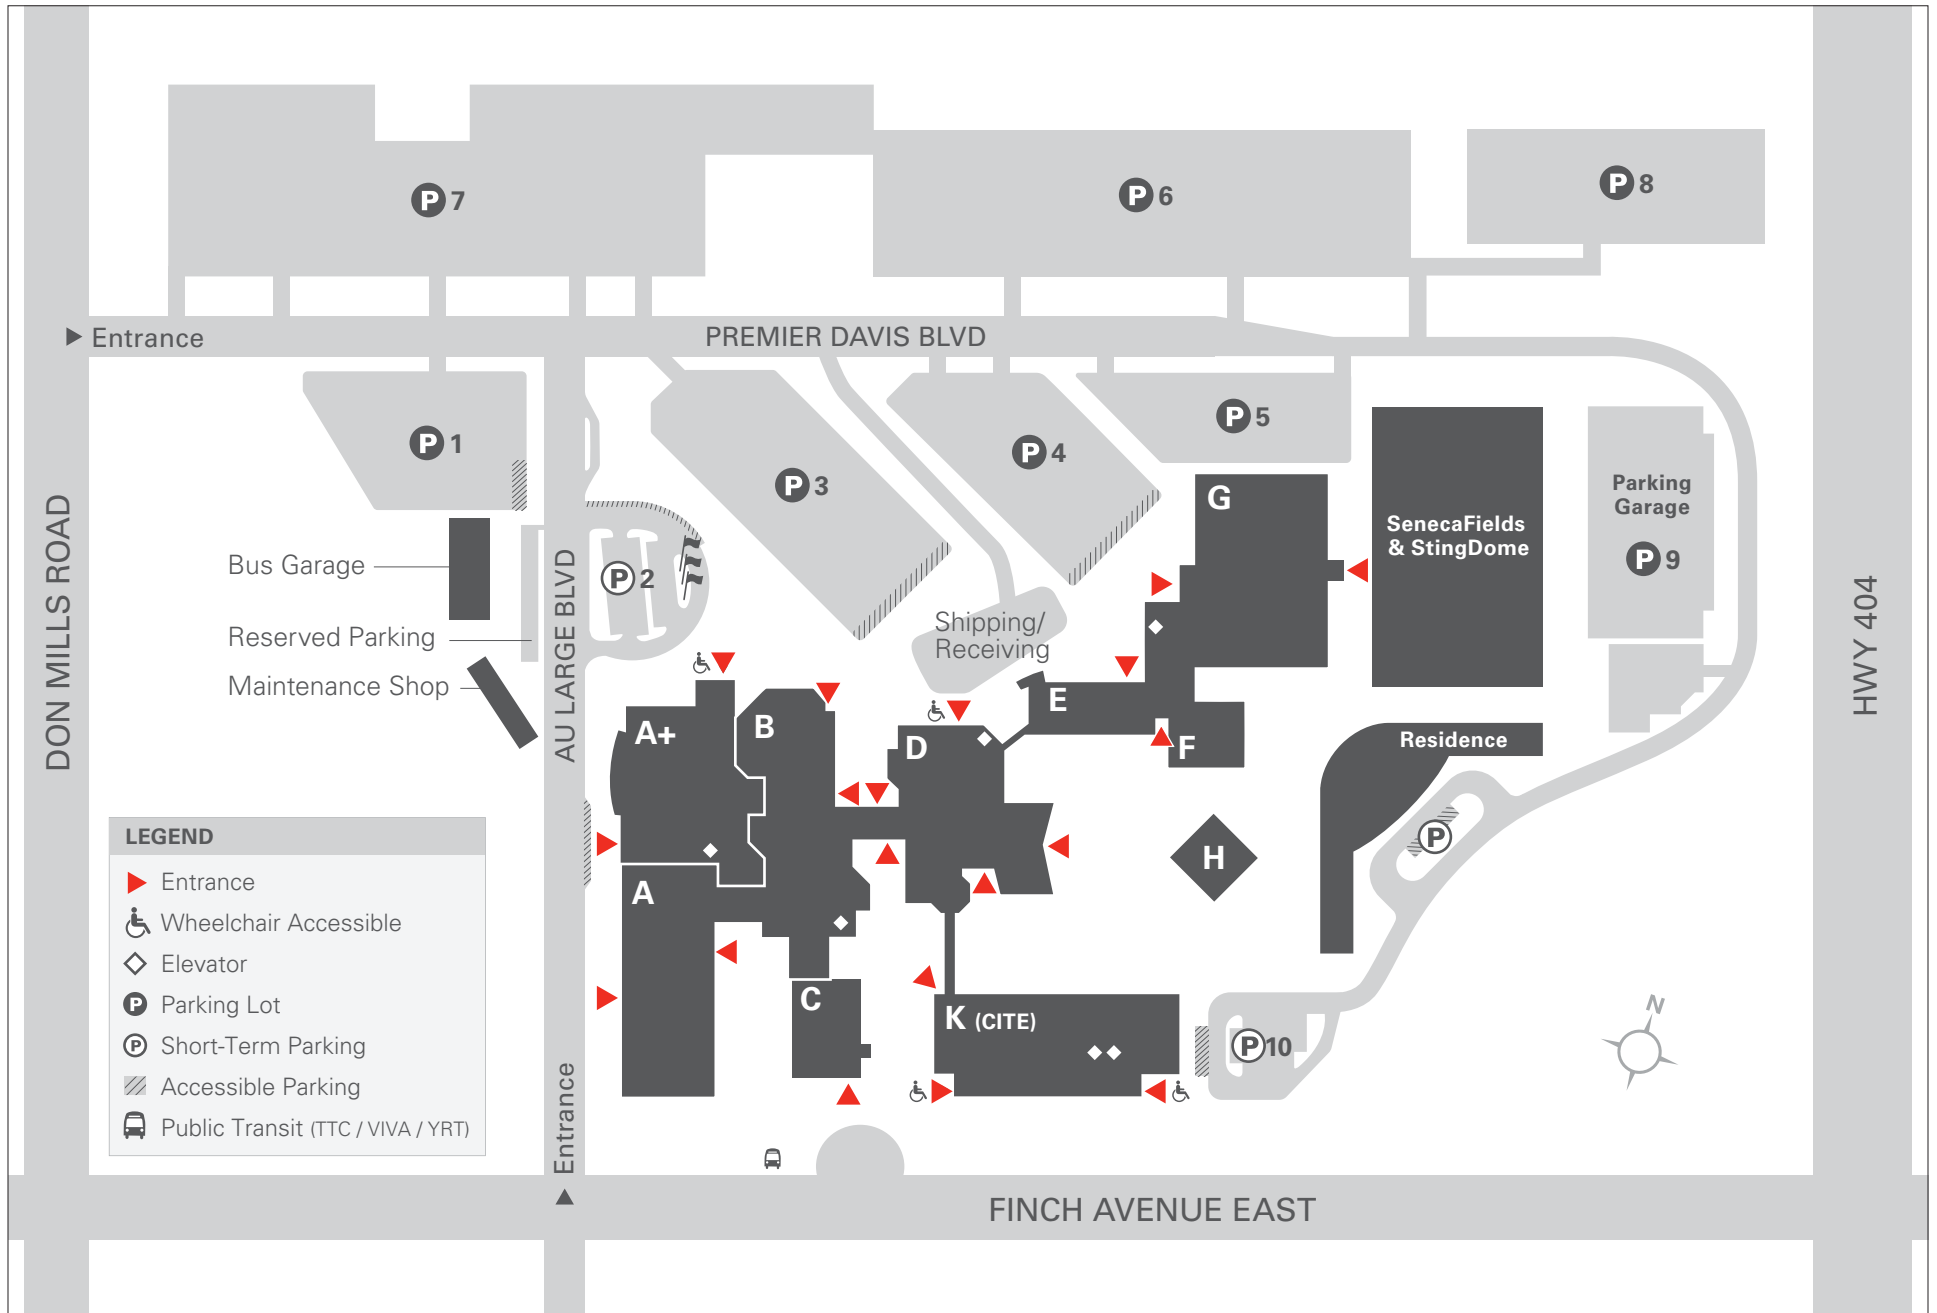 P 7
P 6
P 8
Entrance
PREMIER DAVIS BLVD
P 1
P 3
P 4
P 5
G
SenecaFields
& StingDome
Parking
Garage
P 9
DON MILLS ROAD
AU LARGE BLVD
HWY 404
Bus Garage
P 2
Reserved Parking
Maintenance Shop
Shipping/
Receiving
A+
B
D
E
F
Residence
P
H
A
C
K (CITE)
P 10
N
LEGEND
Entrance
Wheelchair Accessible
Elevator
P Parking Lot
P Short-Term Parking
Accessible Parking
Public Transit (TTC / VIVA / YRT)
Entrance
FINCH AVENUE EAST